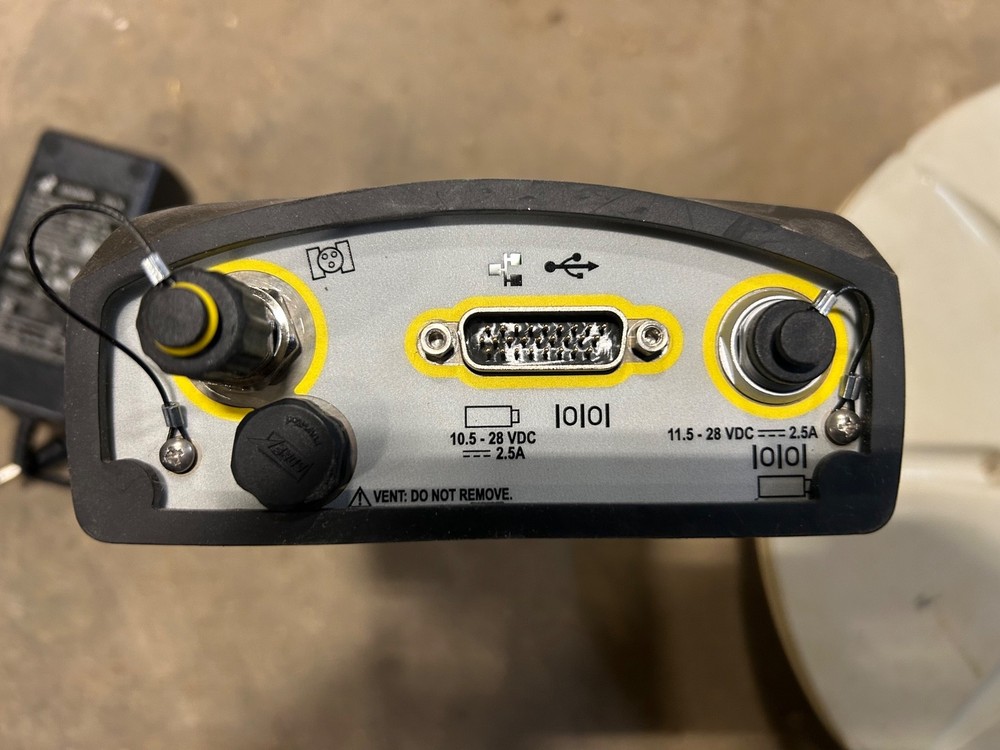 10.5 - 28 VDC
2.5A
|O|O|
11.5 - 28 VDC 2.5A
|O|O|
VENT: DO NOT REMOVE.